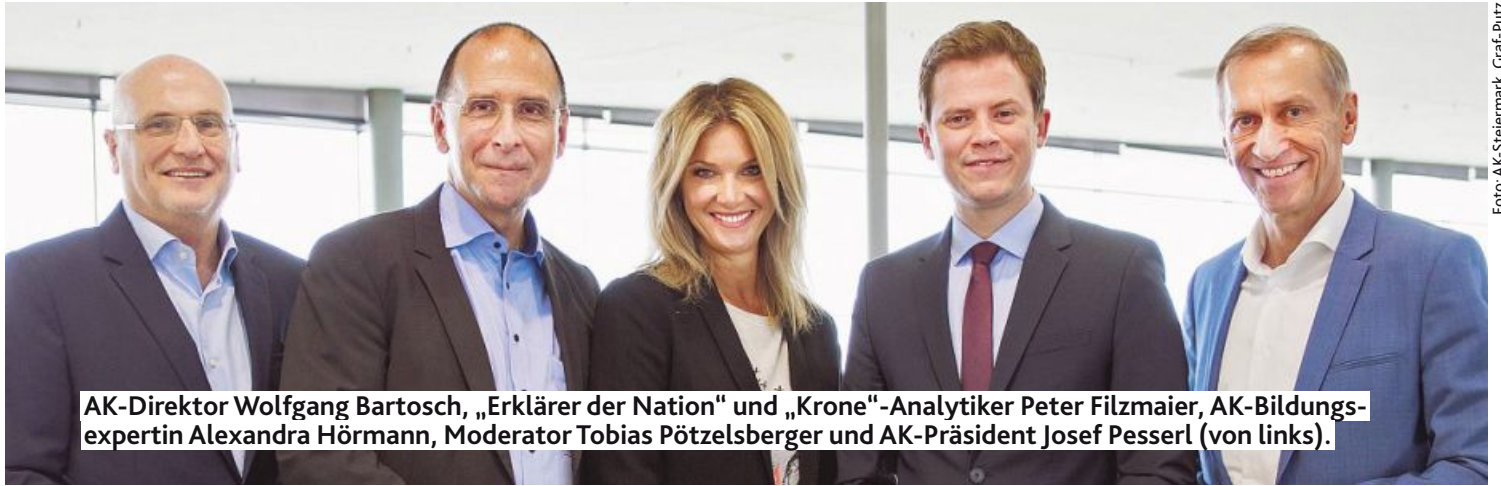 Foto: AK-Steiermark, Graf-Putz
AK-Direktor Wolfgang Bartosch, „Erklärer der Nation“ und „Krone“-Analytiker Peter Filzmaier, AK-Bildungs-
expertin Alexandra Hörmann, Moderator Tobias Pötzelsberger und AK-Präsident Josef Pesserl (von links).